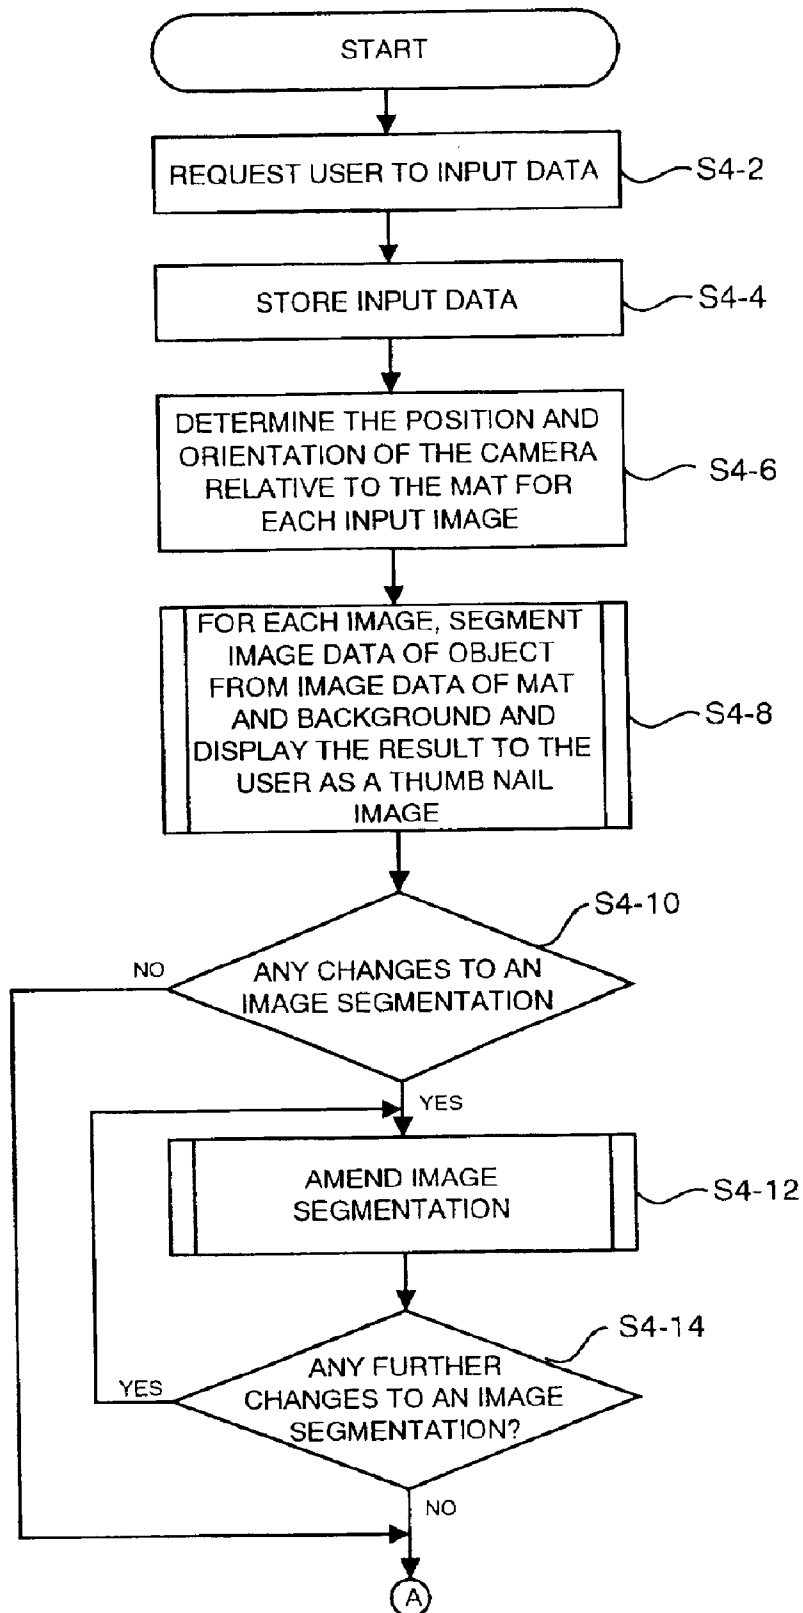 START
REQUEST USER TO INPUT DATA
S4-2
STORE INPUT DATA
S4-4
DETERMINE THE POSITION AND
ORIENTATION OF THE CAMERA
RELATIVE TO THE MAT FOR
EACH INPUT IMAGE
S4-6
FOR EACH IMAGE, SEGMENT
IMAGE DATA OF OBJECT
FROM IMAGE DATA OF MAT
AND BACKGROUND AND
DISPLAY THE RESULT TO THE
USER AS A THUMB NAIL
IMAGE
S4-8
S4-10
NO
ANY CHANGES TO AN
IMAGE SEGMENTATION
YES
AMEND IMAGE
SEGMENTATION
S4-12
S4-14
YES
ANY FURTHER
CHANGES TO AN IMAGE
SEGMENTATION?
NO
A